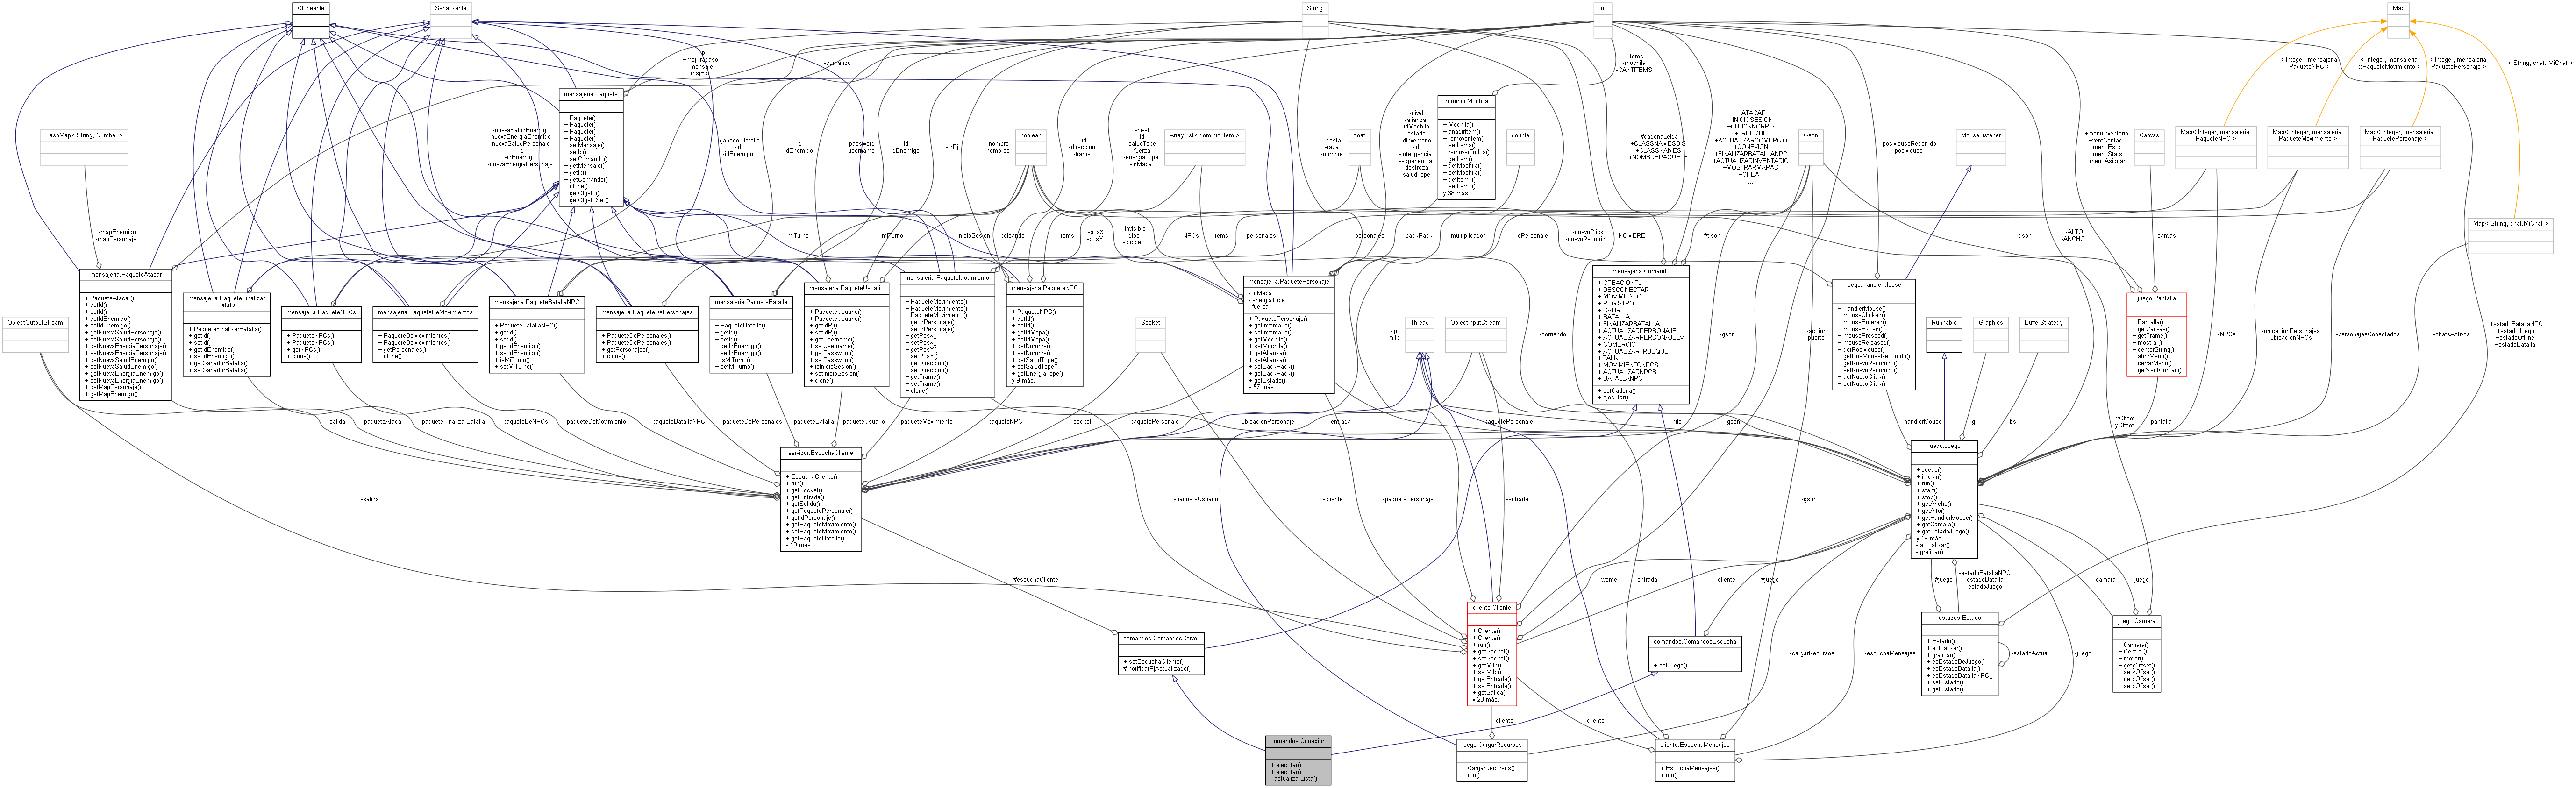 Cloneable
Serializable
String
int
Map
-ip
+msjFracaso
-mensaje
+msjExito
-comando
-items
-mochila
-CANTITEMS
< Integer, mensajeria
::PaqueteNPC >
< Integer, mensajeria
::PaqueteMovimiento >
< Integer, mensajeria
::PaquetePersonaje >
< String, chat::MiChat >
mensajeria.Paquete
+ Paquete()
+ Paquete()
+ Paquete()
+ Paquete()
+ setMensaje()
+ setIp()
+ setComando()
+ getMensaje()
+ getIp()
+ getComando()
+ clone()
+ getObjeto()
+ getObjetoSet()
dominio.Mochila
+ Mochila()
+ anadirItem()
+ removerItem()
+ setItems()
+ removerTodos()
+ getItem()
+ getMochila()
+ setMochila()
+ getItem1()
+ setItem1()
y 38 más...
HashMap< String, Number >
-nuevaSaludEnemigo
-nuevaEnergiaEnemigo
-nuevaSaludPersonaje
-id
-idEnemigo
-nuevaEnergiaPersonaje
-ganadorBatalla
-id
-idEnemigo
-id
-idEnemigo
-password
-username
-id
-idEnemigo
-idPj
-nombre
-nombres
boolean
-id
-direccion
-frame
-nivel
-id
-saludTope
-fuerza
-energiaTope
-idMapa
ArrayList< dominio.Item >
-casta
-raza
-nombre
float
-nivel
-alianza
-idMochila
-estado
-idInventario
-id
-inteligencia
-experiencia
-destreza
-saludTope
...
double
#cadenaLeida
+CLASSNAMESBIS
+CLASSNAMES
+NOMBREPAQUETE
+ATACAR
+INICIOSESION
+CHUCKNORRIS
+TRUEQUE
+ACTUALIZARCOMERCIO
+CONEXION
+FINALIZARBATALLANPC
+ACTUALIZARINVENTARIO
+MOSTRARMAPAS
+CHEAT
...
Gson
-posMouseRecorrido
-posMouse
MouseListener
+menuInventario
+ventContac
+menuEscp
+menuStats
+menuAsignar
Canvas
Map< Integer, mensajeria.
PaqueteNPC >
Map< Integer, mensajeria.
PaqueteMovimiento >
Map< Integer, mensajeria.
PaquetePersonaje >
Map< String, chat.MiChat >
-mapEnemigo
-mapPersonaje
-miTurno
-miTurno
-inicioSesion
-peleando
-items
-posX
-posY
-invisible
-dios
-clipper
-NPCs
-items
-personajes
-personajes
-backPack
-multiplicador
-idPersonaje
-nuevoClick
-nuevoRecorrido
-NOMBRE
#gson
-gson
-ALTO
-ANCHO
-canvas
mensajeria.PaqueteAtacar
+ PaqueteAtacar()
+ getId()
+ setId()
+ getIdEnemigo()
+ setIdEnemigo()
+ getNuevaSaludPersonaje()
+ setNuevaSaludPersonaje()
+ getNuevaEnergiaPersonaje()
+ setNuevaEnergiaPersonaje()
+ getNuevaSaludEnemigo()
+ setNuevaSaludEnemigo()
+ getNuevaEnergiaEnemigo()
+ setNuevaEnergiaEnemigo()
+ getMapPersonaje()
+ getMapEnemigo()
mensajeria.PaqueteFinalizar
Batalla
+ PaqueteFinalizarBatalla()
+ getId()
+ setId()
+ getIdEnemigo()
+ setIdEnemigo()
+ getGanadorBatalla()
+ setGanadorBatalla()
mensajeria.PaqueteNPCs
+ PaqueteNPCs()
+ PaqueteNPCs()
+ getNPCs()
+ clone()
mensajeria.PaqueteDeMovimientos
+ PaqueteDeMovimientos()
+ PaqueteDeMovimientos()
+ getPersonajes()
+ clone()
mensajeria.PaqueteBatallaNPC
+ PaqueteBatallaNPC()
+ getId()
+ setId()
+ getIdEnemigo()
+ setIdEnemigo()
+ isMiTurno()
+ setMiTurno()
mensajeria.PaqueteDePersonajes
+ PaqueteDePersonajes()
+ PaqueteDePersonajes()
+ getPersonajes()
+ clone()
mensajeria.PaqueteBatalla
+ PaqueteBatalla()
+ getId()
+ setId()
+ getIdEnemigo()
+ setIdEnemigo()
+ isMiTurno()
+ setMiTurno()
mensajeria.PaqueteUsuario
+ PaqueteUsuario()
+ PaqueteUsuario()
+ getIdPj()
+ setIdPj()
+ getUsername()
+ setUsername()
+ getPassword()
+ setPassword()
+ isInicioSesion()
+ setInicioSesion()
+ clone()
mensajeria.PaqueteMovimiento
+ PaqueteMovimiento()
+ PaqueteMovimiento()
+ PaqueteMovimiento()
+ getIdPersonaje()
+ setIdPersonaje()
+ getPosX()
+ setPosX()
+ getPosY()
+ setPosY()
+ getDireccion()
+ setDireccion()
+ getFrame()
+ setFrame()
+ clone()
mensajeria.PaqueteNPC
+ PaqueteNPC()
+ getId()
+ setId()
+ getIdMapa()
+ setIdMapa()
+ getNombre()
+ setNombre()
+ getSaludTope()
+ setSaludTope()
+ getEnergiaTope()
y 9 más...
mensajeria.PaquetePersonaje
- idMapa
- energiaTope
- fuerza
+ PaquetePersonaje()
+ getInventario()
+ setInventario()
+ getMochila()
+ setMochila()
+ getAlianza()
+ setAlianza()
+ setBackPack()
+ getBackPack()
+ getEstado()
y 57 más...
mensajeria.Comando
+ CREACIONPJ
+ DESCONECTAR
+ MOVIMIENTO
+ REGISTRO
+ SALIR
+ BATALLA
+ FINALIZARBATALLA
+ ACTUALIZARPERSONAJE
+ ACTUALIZARPERSONAJELV
+ COMERCIO
+ ACTUALIZARTRUEQUE
+ TALK
+ MOVIMIENTONPCS
+ ACTUALIZARNPCS
+ BATALLANPC
+ setCadena()
+ ejecutar()
juego.HandlerMouse
+ HandlerMouse()
+ mouseClicked()
+ mouseEntered()
+ mouseExited()
+ mousePressed()
+ mouseReleased()
+ getPosMouse()
+ getPosMouseRecorrido()
+ getNuevoRecorrido()
+ setNuevoRecorrido()
+ getNuevoClick()
+ setNuevoClick()
juego.Pantalla
+ Pantalla()
+ getCanvas()
+ getFrame()
+ mostrar()
+ centerString()
+ abrirMenu()
+ cerrarMenu()
+ getVentContac()
ObjectOutputStream
Socket
-ip
-milp
Thread
ObjectInputStream
-corriendo
-gson
-accion
-puerto
Runnable
Graphics
BufferStrategy
-NPCs
-ubicacionPersonajes
-ubicacionNPCs
-personajesConectados
-chatsActivos
+estadoBatallaNPC
+estadoJuego
+estadoOffline
+estadoBatalla
-salida
-paqueteAtacar
-paqueteFinalizarBatalla
-paqueteDeNPCs
-paqueteDeMovimiento
-paqueteBatallaNPC
-paqueteDePersonajes
-paqueteBatalla
-paqueteUsuario
-paqueteMovimiento
-paqueteNPC
-socket
-paquetePersonaje
-ubicacionPersonaje
-entrada
-paquetePersonaje
-hilo
-gson
-handlerMouse
-g
-bs
-pantalla
-xOffset
-yOffset
servidor.EscuchaCliente
+ EscuchaCliente()
+ run()
+ getSocket()
+ getEntrada()
+ getSalida()
+ getPaquetePersonaje()
+ getIdPersonaje()
+ getPaqueteMovimiento()
+ setPaqueteMovimiento()
+ getPaqueteBatalla()
y 19 más...
juego.Juego
+ Juego()
+ iniciar()
+ run()
+ start()
+ stop()
+ getAncho()
+ getAlto()
+ getHandlerMouse()
+ getCamara()
+ getEstadoJuego()
y 19 más...
- actualizar()
- graficar()
-salida
-paqueteUsuario
-cliente
-paquetePersonaje
-entrada
-gson
#escuchaCliente
-wome
-cliente
#juego
#juego
-estadoBatallaNPC
-estadoBatalla
-estadoJuego
-camara
-juego
comandos.ComandosServer
+ setEscuchaCliente()
# notificarPjActualizado()
cliente.Cliente
+ Cliente()
+ Cliente()
+ run()
+ getSocket()
+ setSocket()
+ getMilp()
+ setMilp()
+ getEntrada()
+ setEntrada()
+ getSalida()
y 23 más...
-entrada
comandos.ComandosEscucha
+ setJuego()
-cargarRecursos
-escuchaMensajes
estados.Estado
+ Estado()
+ actualizar()
+ graficar()
+ esEstadoDeJuego()
+ esEstadoBatalla()
+ esEstadoBatallaNPC()
+ setEstado()
+ getEstado()
-estadoActual
-juego
juego.Camara
+ Camara()
+ Centrar()
+ mover()
+ getyOffset()
+ setyOffset()
+ getxOffset()
+ setxOffset()
-cliente
-cliente
comandos.Conexion
+ ejecutar()
+ ejecutar()
- actualizarLista()
juego.CargarRecursos
+ CargarRecursos()
+ run()
cliente.EscuchaMensajes
+ EscuchaMensajes()
+ run()